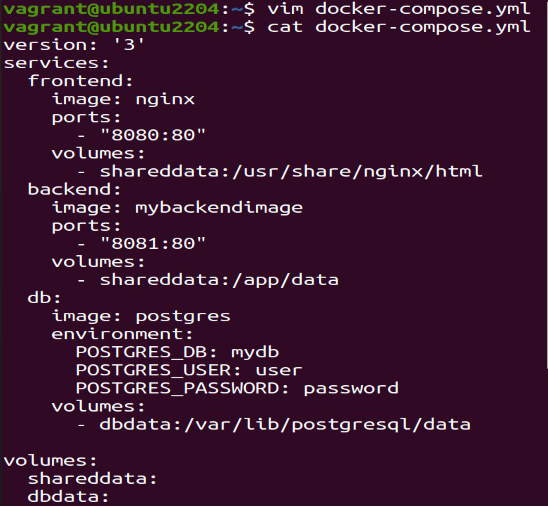 vagrant@ubuntu2204:~$ vim docker-compose.yml
vagrant@ubuntu2204:~$ cat docker-compose.yml
version: '3'
services:
  frontend:
    image: nginx
    ports:
      - "8080:80"
    volumes:
      - shareddata:/usr/share/nginx/html
  backend:
    image: mybackendimage
    ports:
      - "8081:80"
    volumes:
      - shareddata:/app/data
  db:
    image: postgres
    environment:
      POSTGRES_DB: mydb
      POSTGRES_USER: user
      POSTGRES_PASSWORD: password
    volumes:
      - dbdata:/var/lib/postgresql/data

volumes:
  shareddata:
  dbdata: